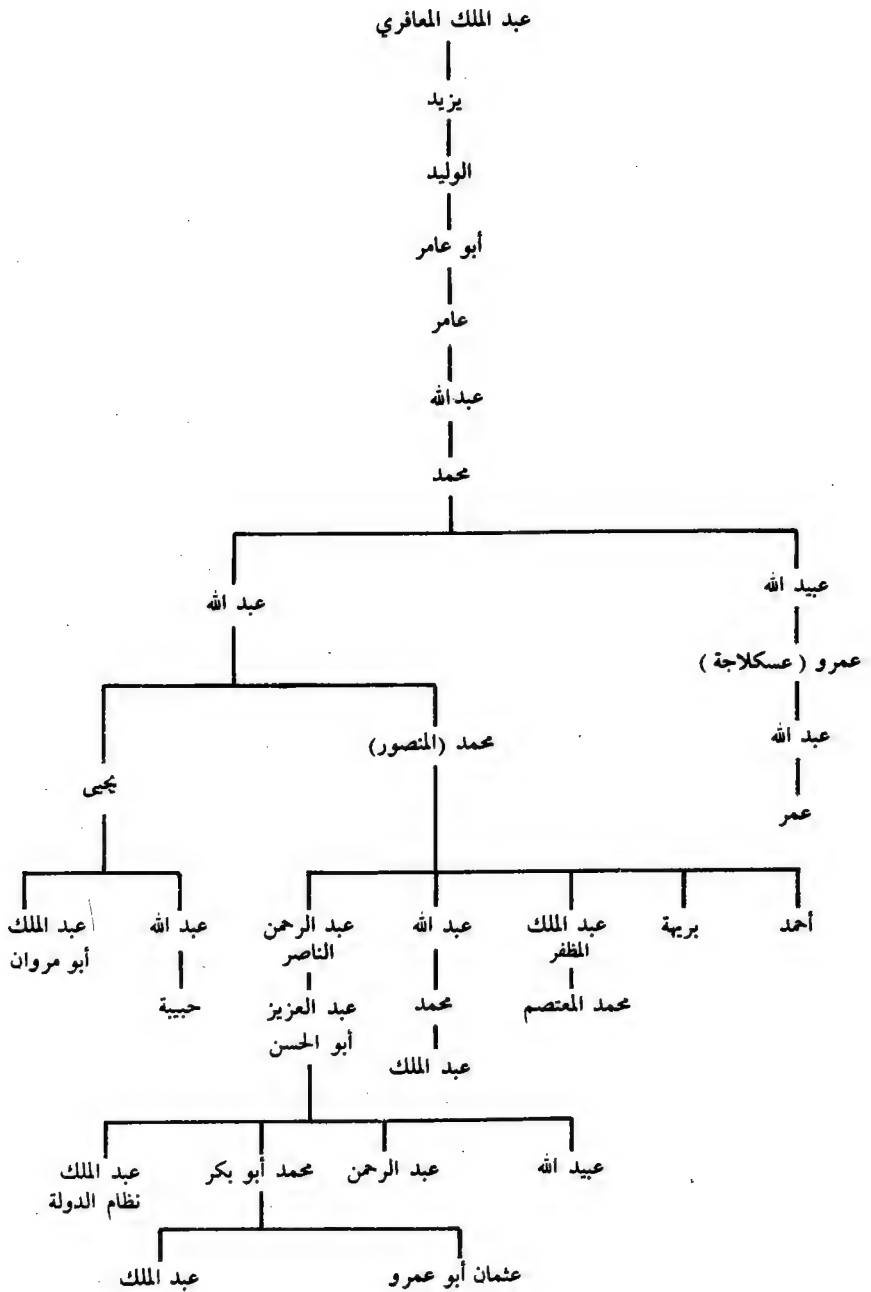 عبد الملك المعافري
يزيد
الوليد
أبو عامر
عامر
عبدالله
محمد
عبيد الله
عبد الله
عمرو (عسكلاجة)
عبد الله
محمد (المنصور)
يحيى
عمر
أحمد
بريهة
عبد الملك
المظفر
عبد الله
عبد الرحمن
الناصر
عبد الله
عبد الملك
أبو مروان
محمد المعتصم
محمد
عبد العزيز
أبو الحسن
حبيبة
عبد الملك
عبيد الله
عبد الرحمن
محمد أبو بكر
عبد الملك
نظام الدولة
عثمان أبو عمرو
عبد الملك